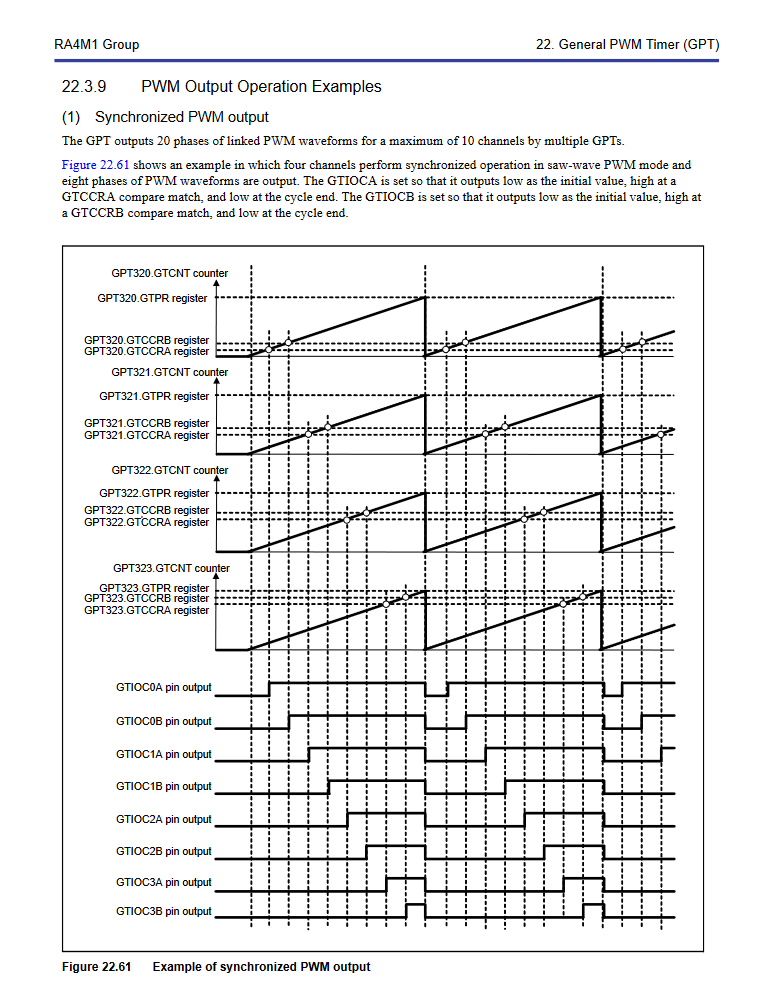 RA4M1 Group 22. General PWM Timer (GPT)
22.3.9 PWM Output Operation Examples
(1) Synchronized PWM output
The GPT outputs 20 phases of linked PWM waveforms for a maximum of 10 channels by multiple GPTs.
Figure 22.61 shows an example in which four channels perform synchronized operation in saw-wave PWM mode and
eight phases of PWM waveforms are output. The GTIOCA is set so that it outputs low as the initial value, high at a
GTCCRA compare match, and low at the cycle end. The GTIOCB is set so that it outputs low as the initial value, high at
a GTCCRB compare match, and low at the cycle end.
GPT320.GTCNT counter
GPT320.GTPR register
GPT320.GTCCRB register
GPT320.GTCCRA register
GPT321.GTCNT counter
GPT321.GTPR register
GPT321.GTCCRB register
GPT321.GTCCRA register
GPT322.GTCNT counter
GPT322.GTPR register
GPT322.GTCCRB register
GPT322.GTCCRA register
GPT323.GTCNT counter
GPT323.GTPR register
GPT323.GTCCRB register
GPT323.GTCCRA register
GTIOC0A pin output
GTIOC0B pin output
GTIOC1A pin output
GTIOC1B pin output
GTIOC2A pin output
GTIOC2B pin output
GTIOC3A pin output
GTIOC3B pin output
Figure 22.61 Example of synchronized PWM output